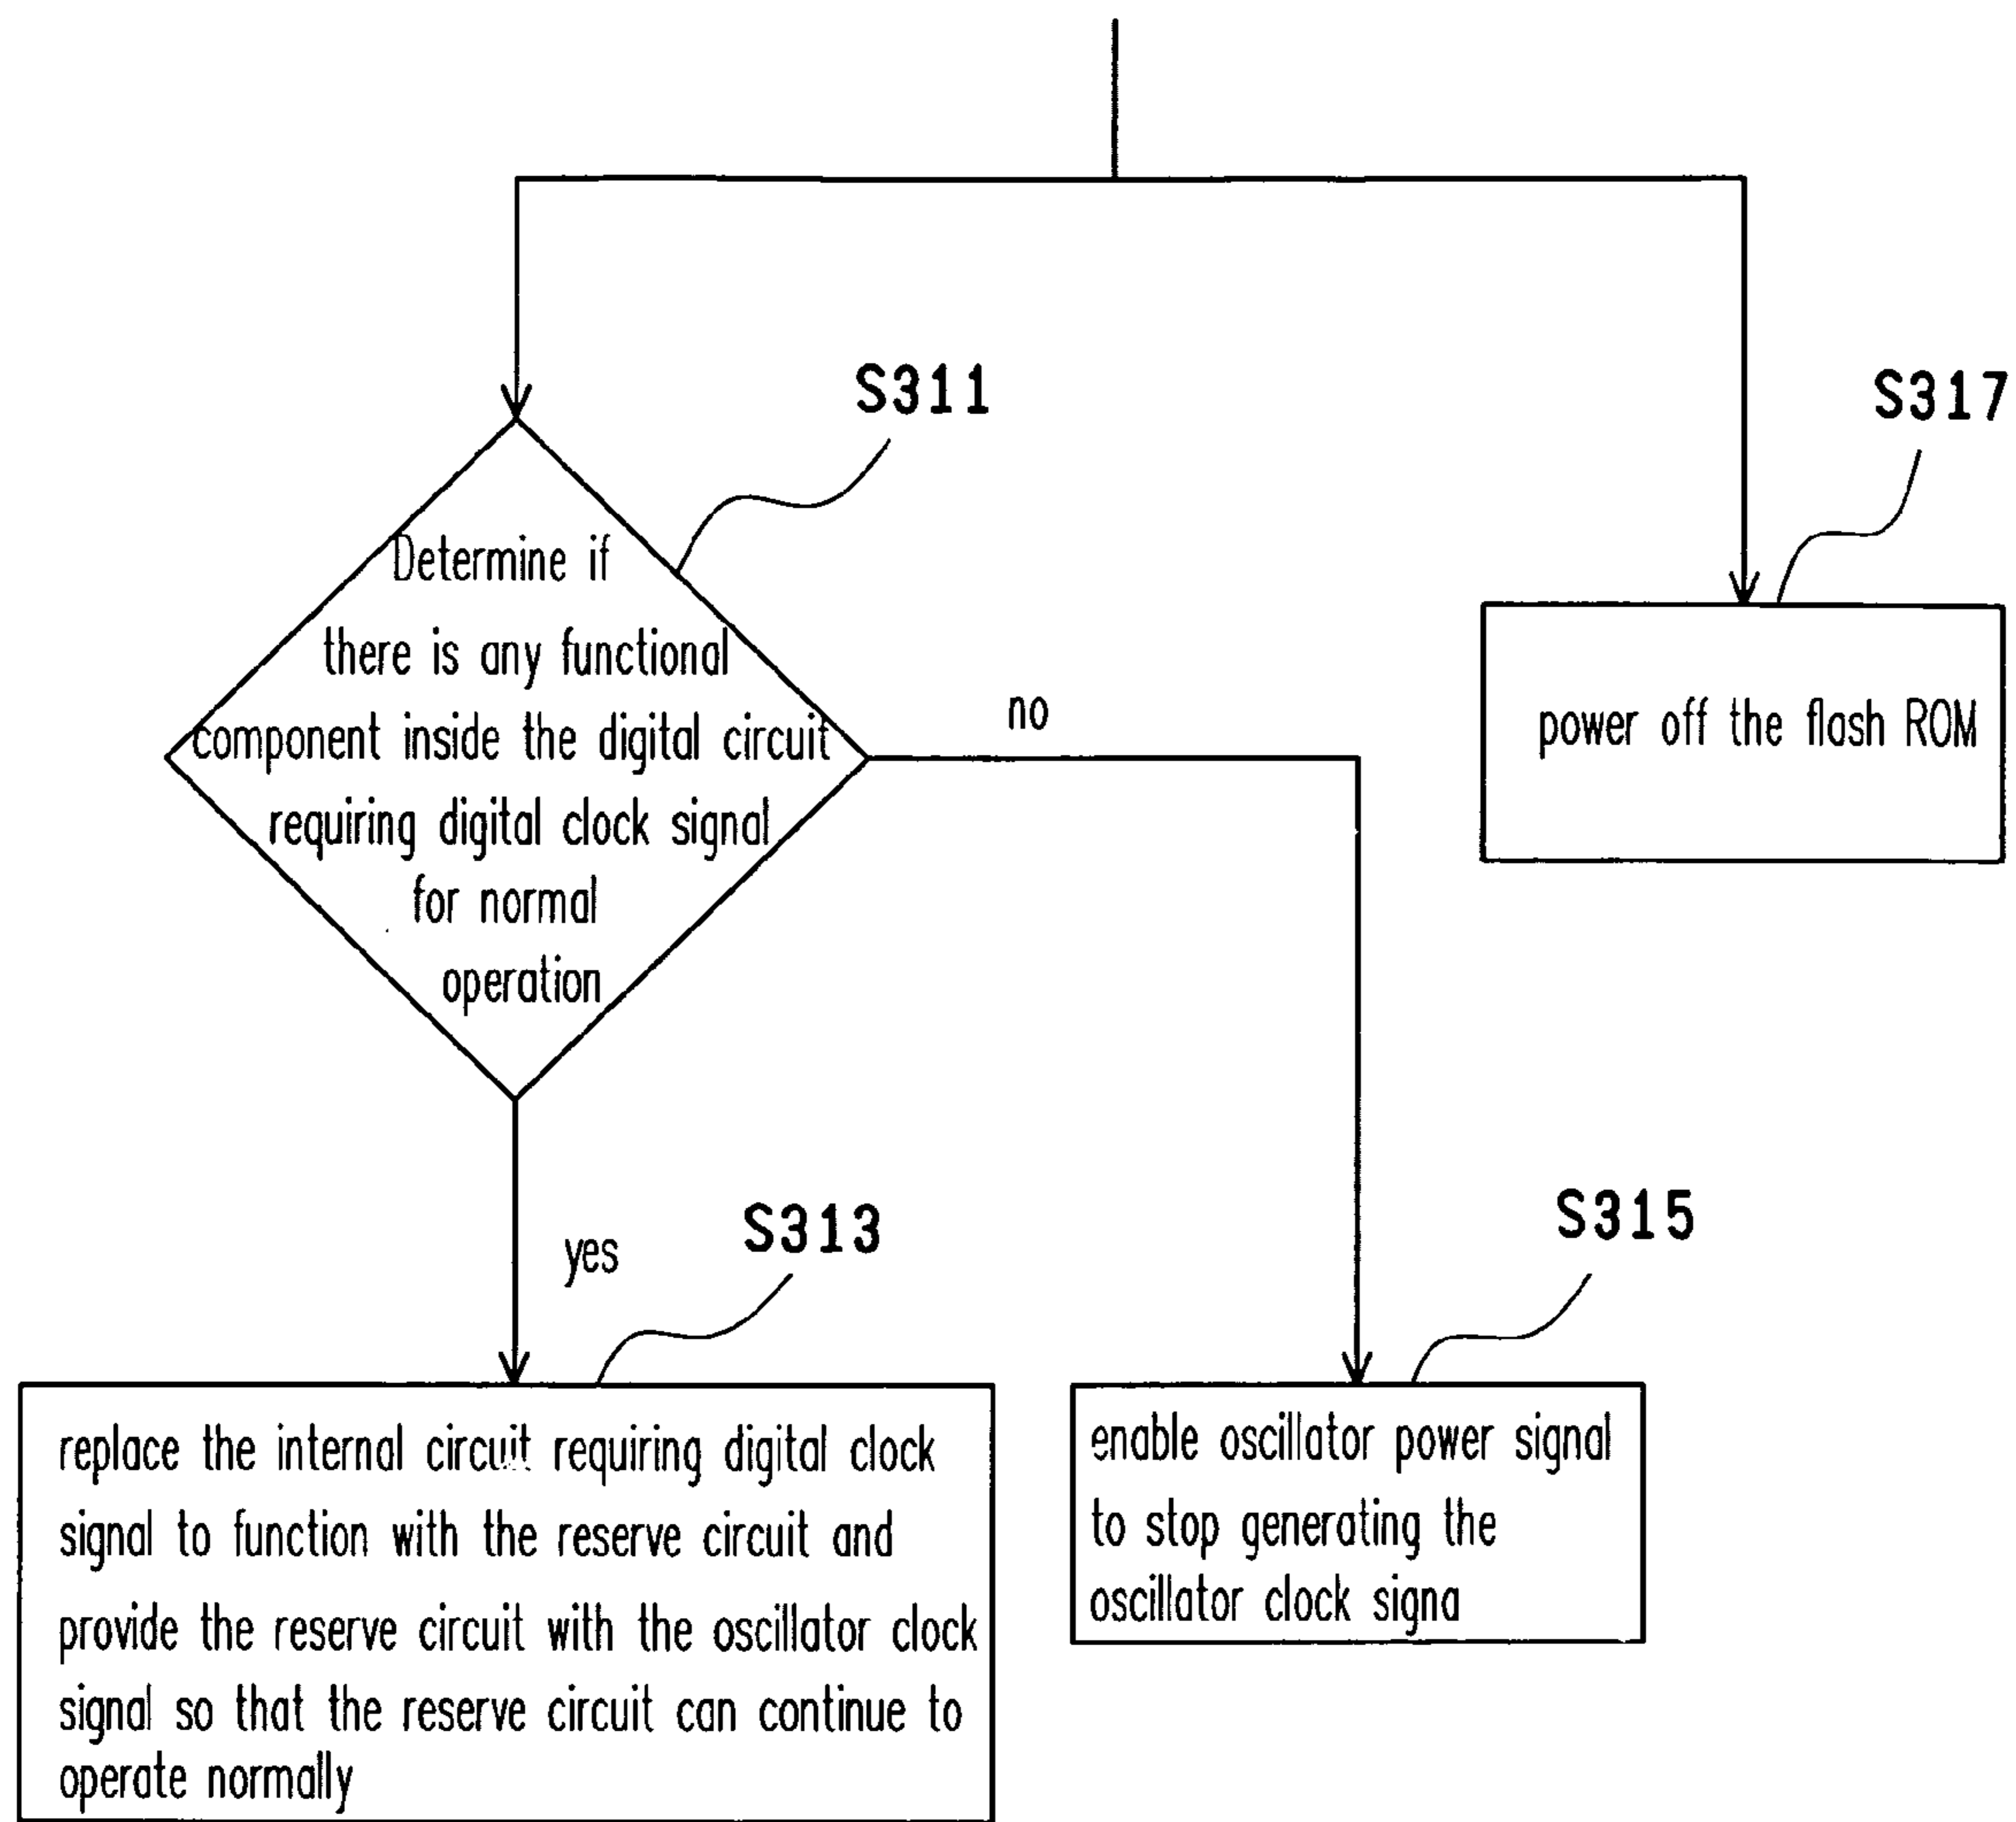 S311
S317
Determine if
there is any functional
component inside the digital circuit
requiring digital clock signal
for normal
operation
no
power off the flash ROM
yes
S313
S315
replace the internal circuit requiring digital clock
signal to function with the reserve circuit and
provide the reserve circuit with the oscillator clock
signal so that the reserve circuit can continue to
operate normally
enable oscillator power signal
to stop generating the
oscillator clock signa